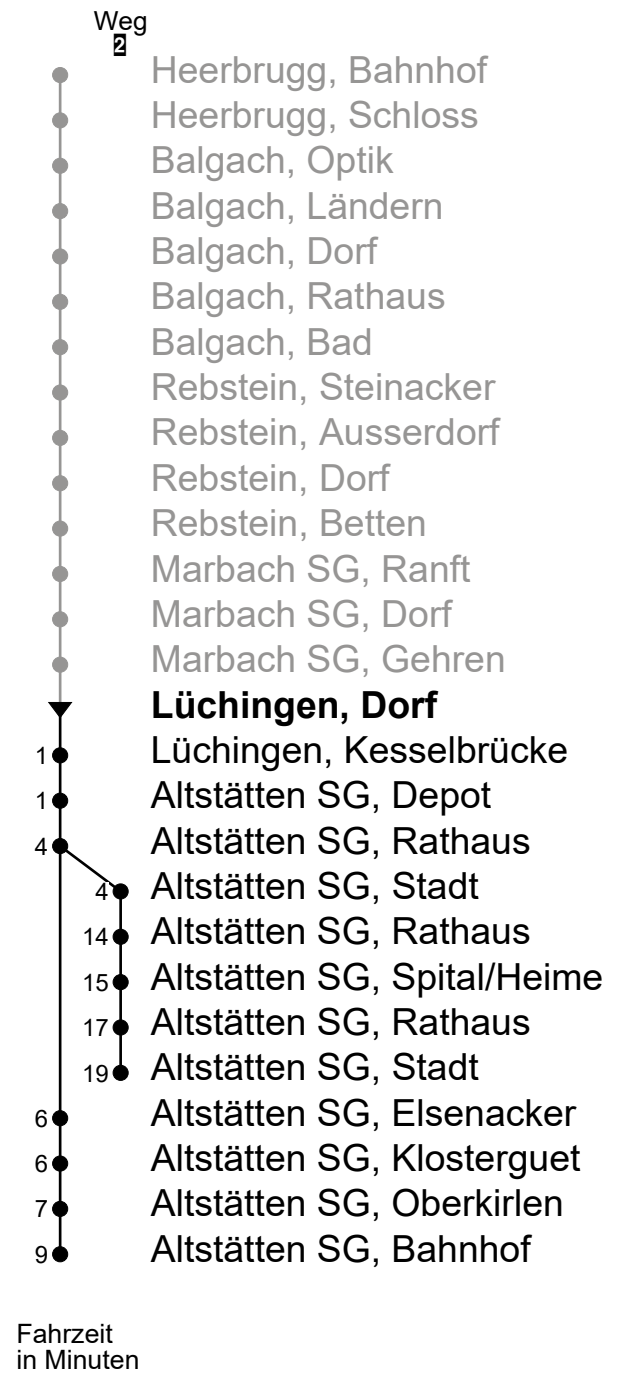 Weg
2
Heerbrugg, Bahnhof
Heerbrugg, Schloss
Balgach, Optik
Balgach, Ländern
Balgach, Dorf
Balgach, Rathaus
Balgach, Bad
Rebstein, Steinacker
Rebstein, Ausserdorf
Rebstein, Dorf
Rebstein, Betten
Marbach SG, Ranft
Marbach SG, Dorf
Marbach SG, Gehren
Lüchingen, Dorf
1 Lüchingen, Kesselbrücke
1 Altstätten SG, Depot
4 Altstätten SG, Rathaus
4 Altstätten SG, Stadt
14 Altstätten SG, Rathaus
15 Altstätten SG, Spital/Heime
17 Altstätten SG, Rathaus
19 Altstätten SG, Stadt
6 Altstätten SG, Elsenacker
6 Altstätten SG, Klosterguet
7 Altstätten SG, Oberkirlen
9 Altstätten SG, Bahnhof
Fahrzeit
in Minuten